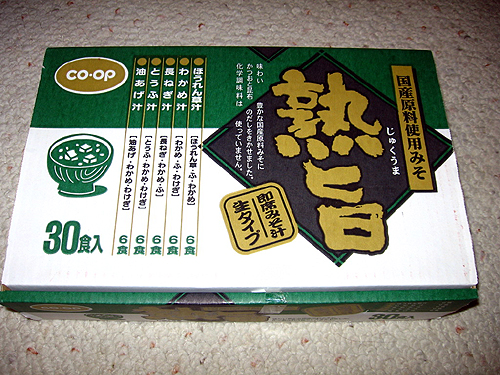 co·op
国産原料使用みそ
じゅくうま
熟旨
味わい豊かな国産原料みそに
かつおと昆布のだしをきかせました。
化学調味料は使っていません。
即席みそ汁
生タイプ
ほうれん草汁【ほうれん草・ふ・わかめ】6食
わかめ汁【わかめ・ふ・わけぎ】6食
長ねぎ汁【長ねぎ・わかめ・ふ】6食
とうふ汁【とうふ・わかめ・わけぎ】6食
油あげ汁【油あげ・わかめ・わけぎ】6食
30食入
30食入